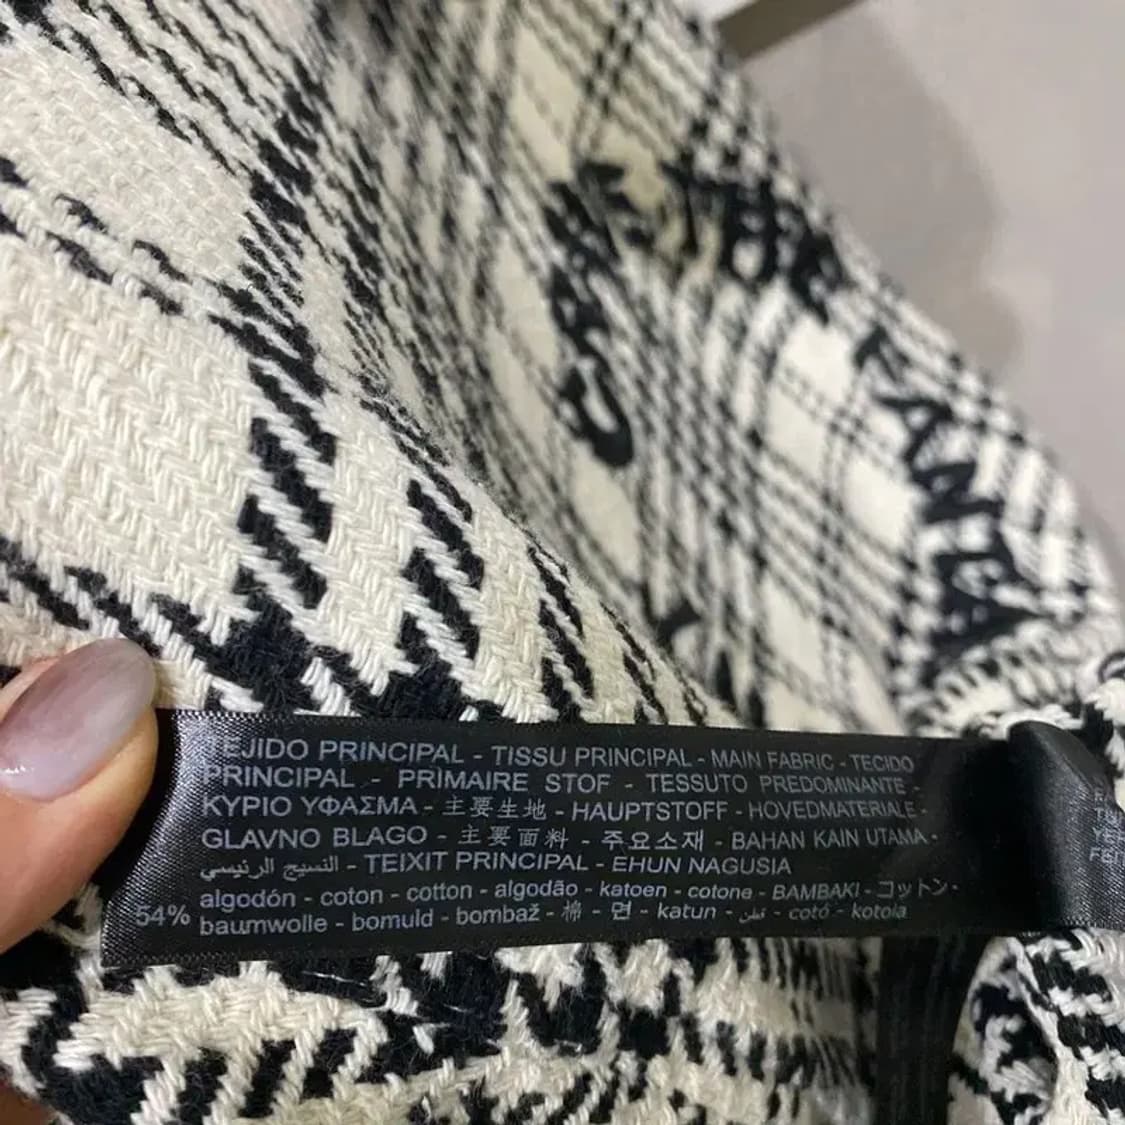 TEJIDO PRINCIPAL - TISSU PRINCIPAL - MAIN FABRIC - TECIDO
PRINCIPAL - PRIMAIRE STOF - TESSUTO PREDOMINANTE -
ΚΥΡΙΟ ΥΦΑΣΜΑ - 主要生地 - HAUPTSTOFF - HOVEDMATERIALE -
GLAVNO BLAGO - 主要面料 - 주요소재 - BAHAN KAIN UTAMA -
النسيج الرئيسي - TEIXIT PRINCIPAL - EHUN NAGUSIA
54% algodón - coton - cotton - algodão - katoen - cotone - BAMBAKI - コットン -
baumwolle - bomuld - bombaž - 棉 - 면 - katun - قطن - cotó - kotoia